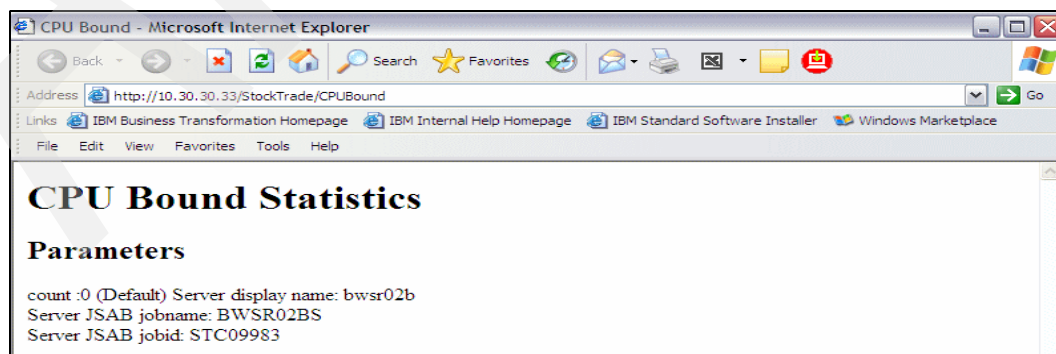 CPU Bound - Microsoft Internet Explorer
Back Search Favorites
Address http://10.30.30.33/StockTrade/CPUBound Go
Links IBM Business Transformation Homepage IBM Internal Help Homepage IBM Standard Software Installer Windows Marketplace
File Edit View Favorites Tools Help
CPU Bound Statistics
Parameters
count :0 (Default) Server display name: bwsr02b
Server JSAB jobname: BWSR02BS
Server JSAB jobid: STC09983